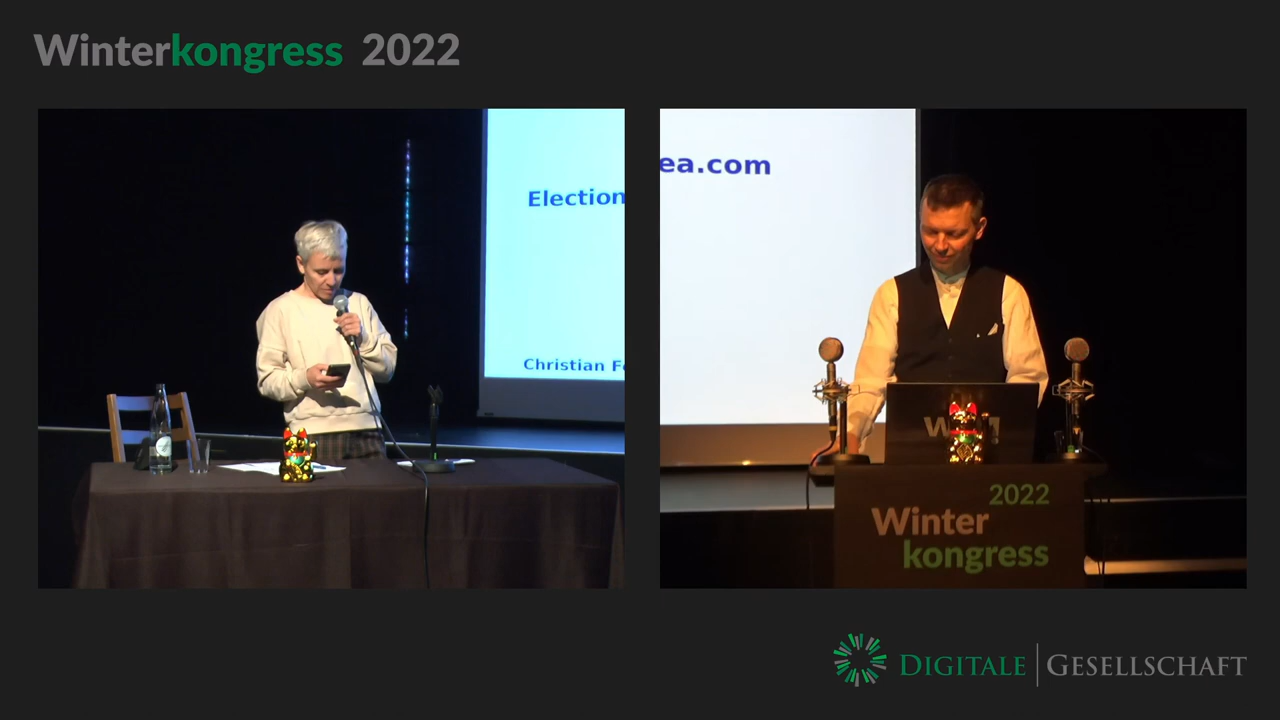 Winterkongress 2022
Election
Christian F
ea.com
2022
Winter
kongress
DIGITALE GESELLSCHAFT